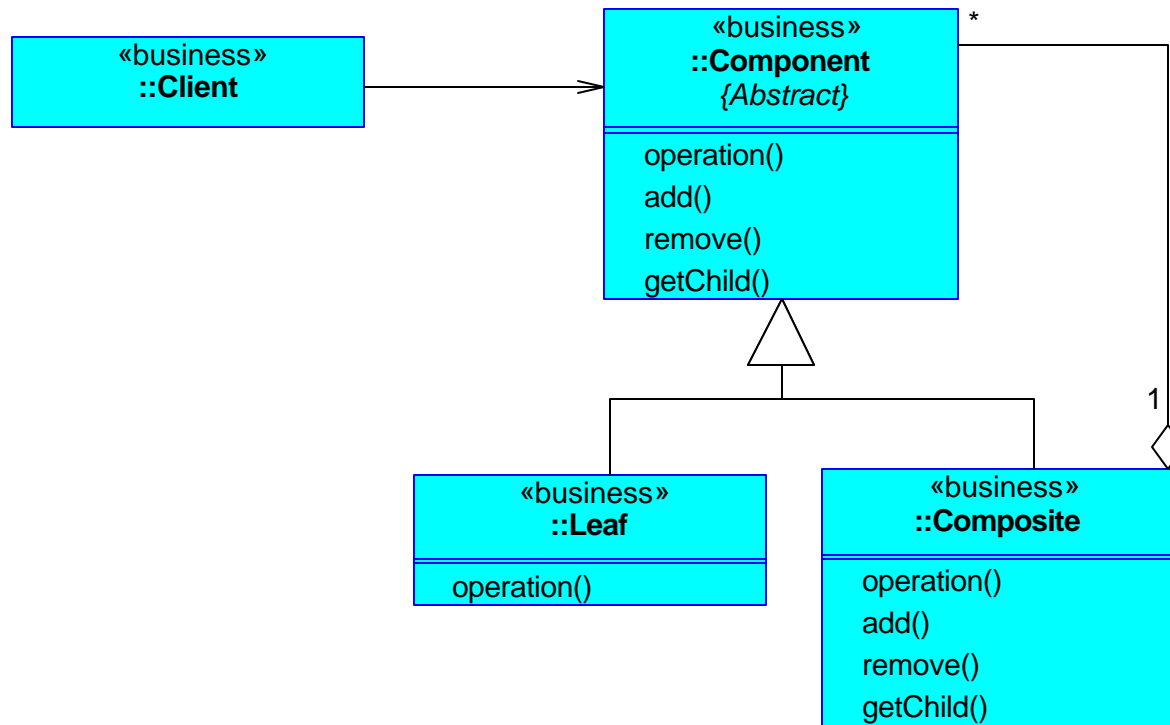 «business»
::Client
«business»
::Component
{Abstract}
*
operation()
add()
remove()
getChild()
1
«business»
::Leaf
operation()
«business»
::Composite
operation()
add()
remove()
getChild()